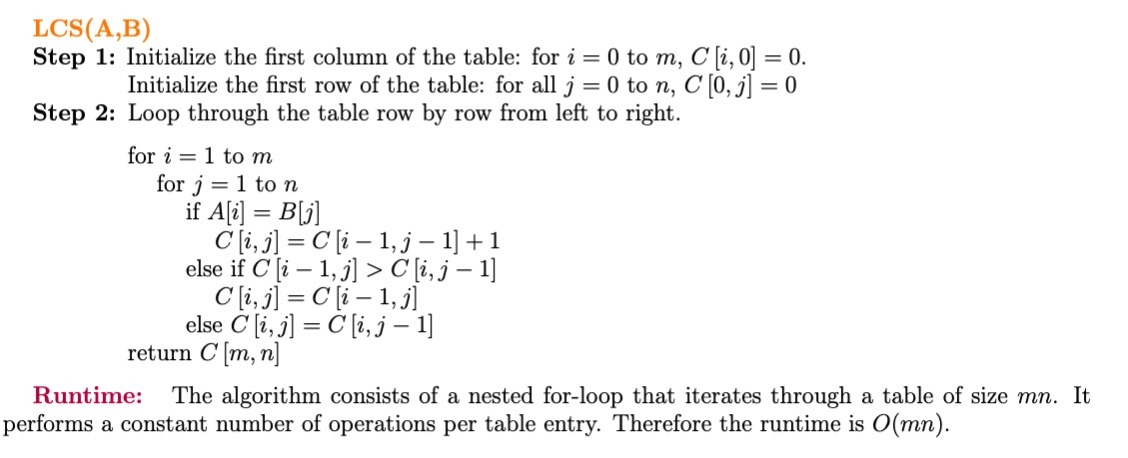 LCS(A,B)
Step 1: Initialize the first column of the table: for i = 0 to m, C [i, 0] = 0.
Initialize the first row of the table: for all j = 0 to n, C [0, j] = 0
Step 2: Loop through the table row by row from left to right.
for i = 1 to m
for j = 1 to n
if A[i] = B[j]
C [i, j] = C [i − 1, j − 1] + 1
else if C [i − 1, j] > C [i, j − 1]
C [i, j] = C [i − 1, j]
else C [i, j] = C [i, j − 1]
return C [m, n]
Runtime: The algorithm consists of a nested for-loop that iterates through a table of size mn. It
performs a constant number of operations per table entry. Therefore the runtime is O(mn).